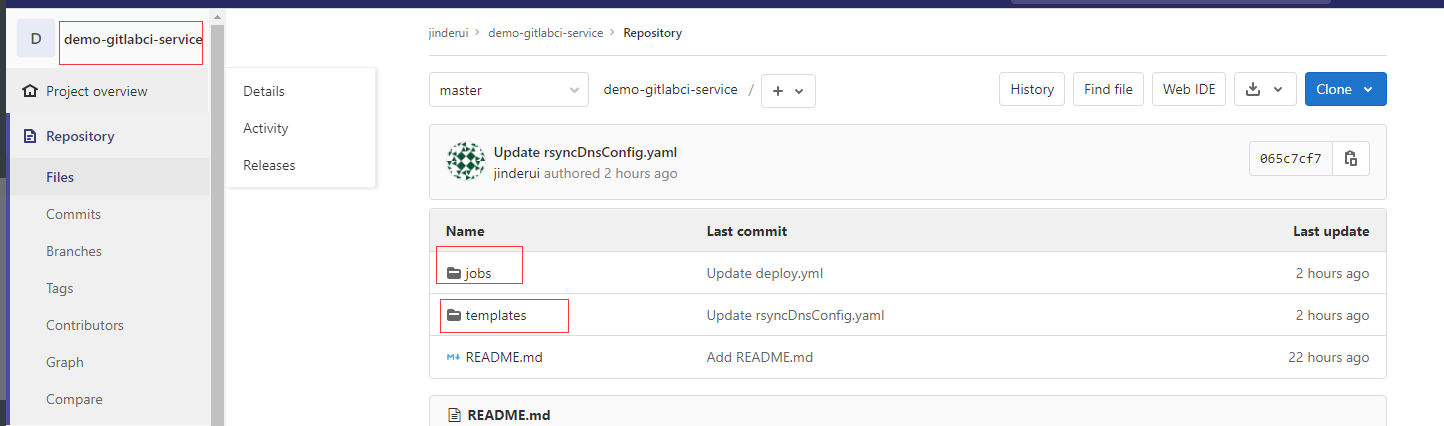 D demo-gitlabci-service
Project overview
Repository
Files
Commits
Branches
Tags
Contributors
Graph
Compare
Details
Activity
Releases
jinderui > demo-gitlabci-service > Repository
master demo-gitlabci-service / + History Find file Web IDE Clone
Update rsyncDnsConfig.yaml
jinderui authored 2 hours ago
065c7cf7
Name Last commit Last update
jobs Update deploy.yml 2 hours ago
templates Update rsyncDnsConfig.yaml 2 hours ago
README.md Add README.md 22 hours ago
README.md